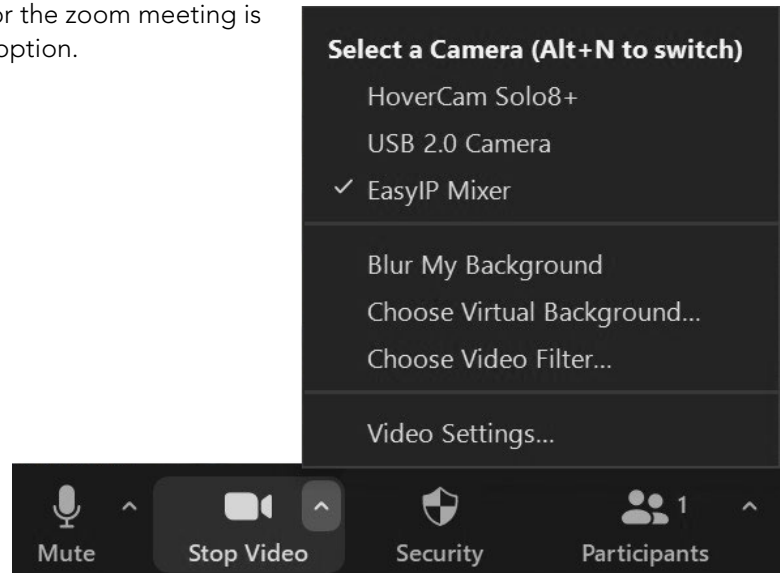 or the zoom meeting is
option.
Select a Camera (Alt+N to switch)
HoverCam Solo8+
USB 2.0 Camera
✓ EasyIP Mixer
Blur My Background
Choose Virtual Background...
Choose Video Filter...
Video Settings...
Mute
Stop Video
Security
1
Participants